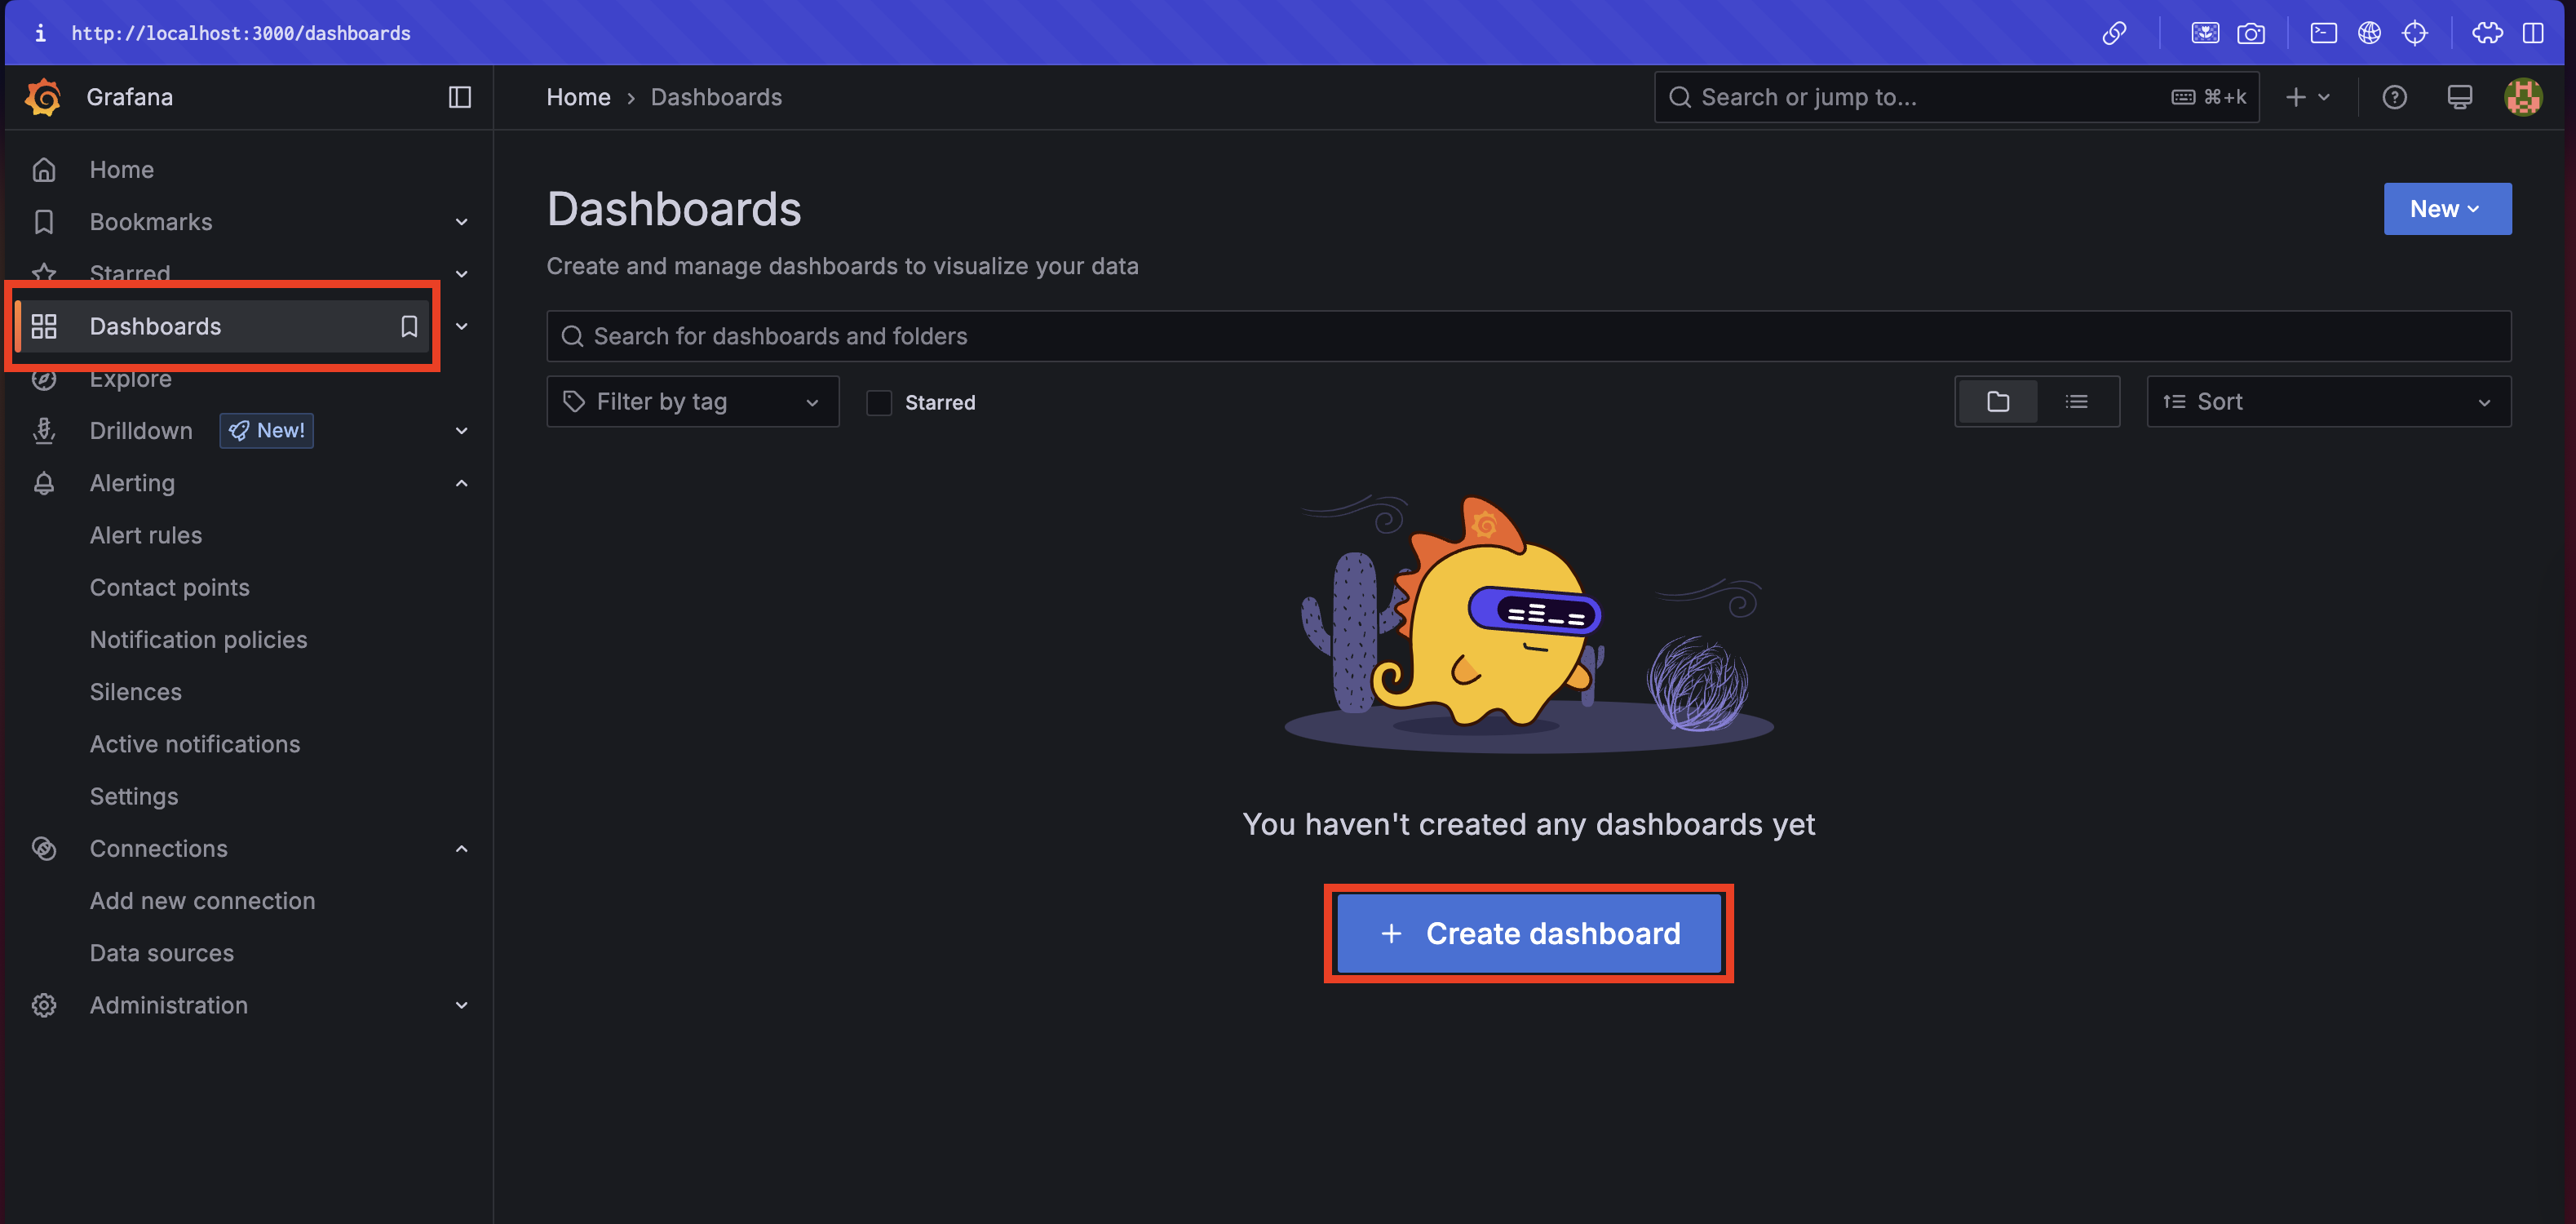 http://localhost:3000/dashboards
Grafana
Home › Dashboards
Search or jump to...
⌘+k
Home
Bookmarks
Starred
Dashboards
Explore
Drilldown
New!
Alerting
Alert rules
Contact points
Notification policies
Silences
Active notifications
Settings
Connections
Add new connection
Data sources
Administration
Dashboards
New
Create and manage dashboards to visualize your data
Search for dashboards and folders
Filter by tag
Starred
Sort
You haven't created any dashboards yet
+ Create dashboard